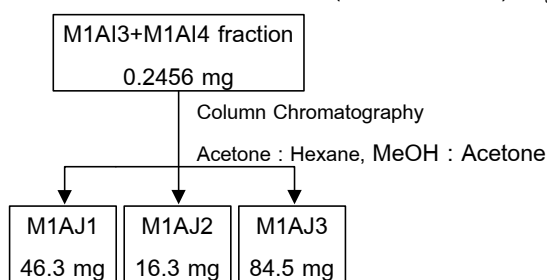 M1AI3+M1AI4 fraction
0.2456 mg
Column Chromatography
Acetone : Hexane, MeOH : Acetone
M1AJ1 M1AJ2 M1AJ3
46.3 mg 16.3 mg 84.5 mg